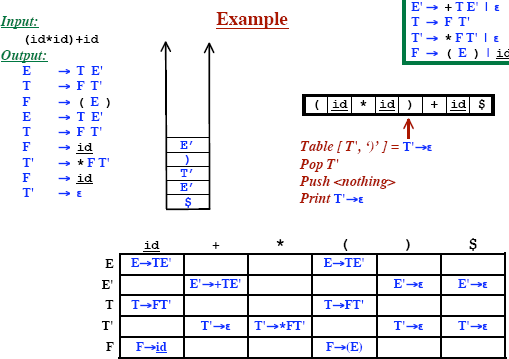 Example
E' → + T E' | ε
T → F T'
T' → * F T' | ε
F → ( E ) | id
Input:
(id*id)+id
Output:
E → T E'
T → F T'
F → ( E )
E → T E'
T → F T'
F → id
T' → * F T'
F → id
T' → ε
E'
)
T'
E'
$
( id * id ) + id $
Table [ T', ‘)’ ] = T'→ε
Pop T'
Push <nothing>
Print T'→ε
id + * ( ) $
E E→TE' E→TE'
E' E'→+TE' E'→ε E'→ε
T T→FT' T→FT'
T' T'→ε T'→*FT' T'→ε T'→ε
F F→id F→(E)